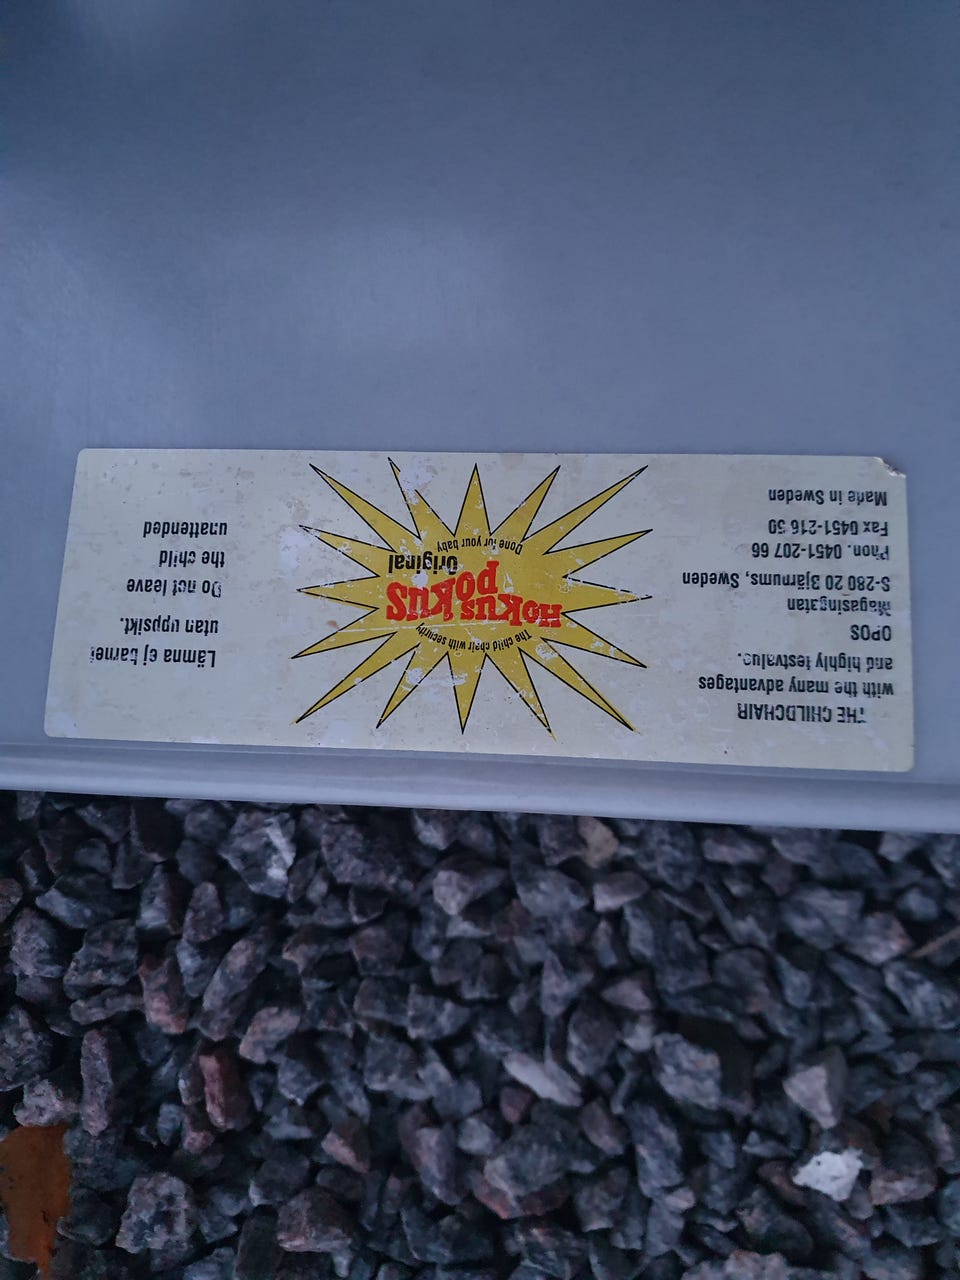 THE CHILDCHAIR
with the many advantages
and highly festvalue.
OPOS
Magasinsgatan
S-280 20 Bjärnums, Sweden
Phon. 0451-207 66
Fax 0451-216 50
Made in Sweden
The child chair with security
HOKUS
pokus
Original
Done for your baby
Lämna ej barnet
utan uppsikt.
Do not leave
the child
unattended